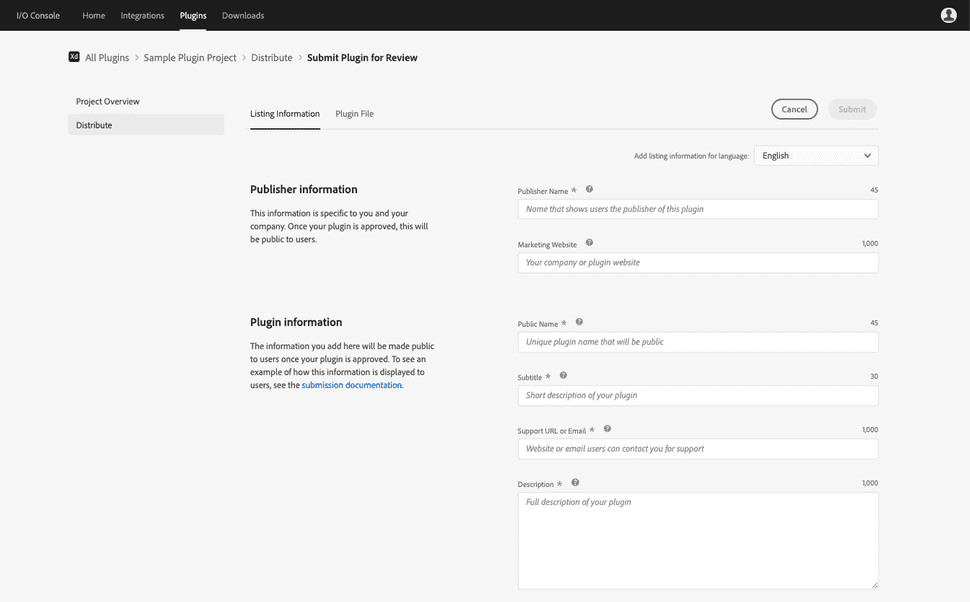 I/O Console Home Integrations Plugins Downloads
Xd All Plugins > Sample Plugin Project > Distribute > Submit Plugin for Review
Project Overview
Distribute
Listing Information Plugin File
Cancel Submit
Add listing information for language: English
Publisher information
This information is specific to you and your
company. Once your plugin is approved, this will
be public to users.
Publisher Name * ? 45
Name that shows users the publisher of this plugin
Marketing Website ? 1,000
Your company or plugin website
Plugin information
The information you add here will be made public
to users once your plugin is approved. To see an
example of how this information is displayed to
users, see the submission documentation.
Public Name * ? 45
Unique plugin name that will be public
Subtitle * ? 30
Short description of your plugin
Support URL or Email * ? 1,000
Website or email users can contact you for support
Description * ? 1,000
Full description of your plugin